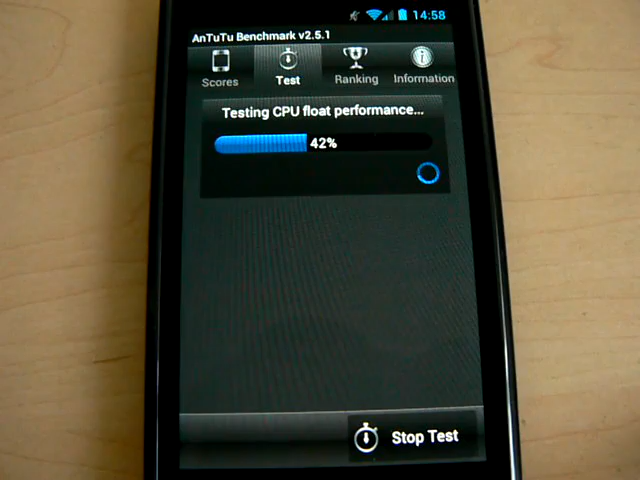 14:58
AnTuTu Benchmark v2.5.1
Scores Test Ranking Information
Testing CPU float performance...
42%
Stop Test